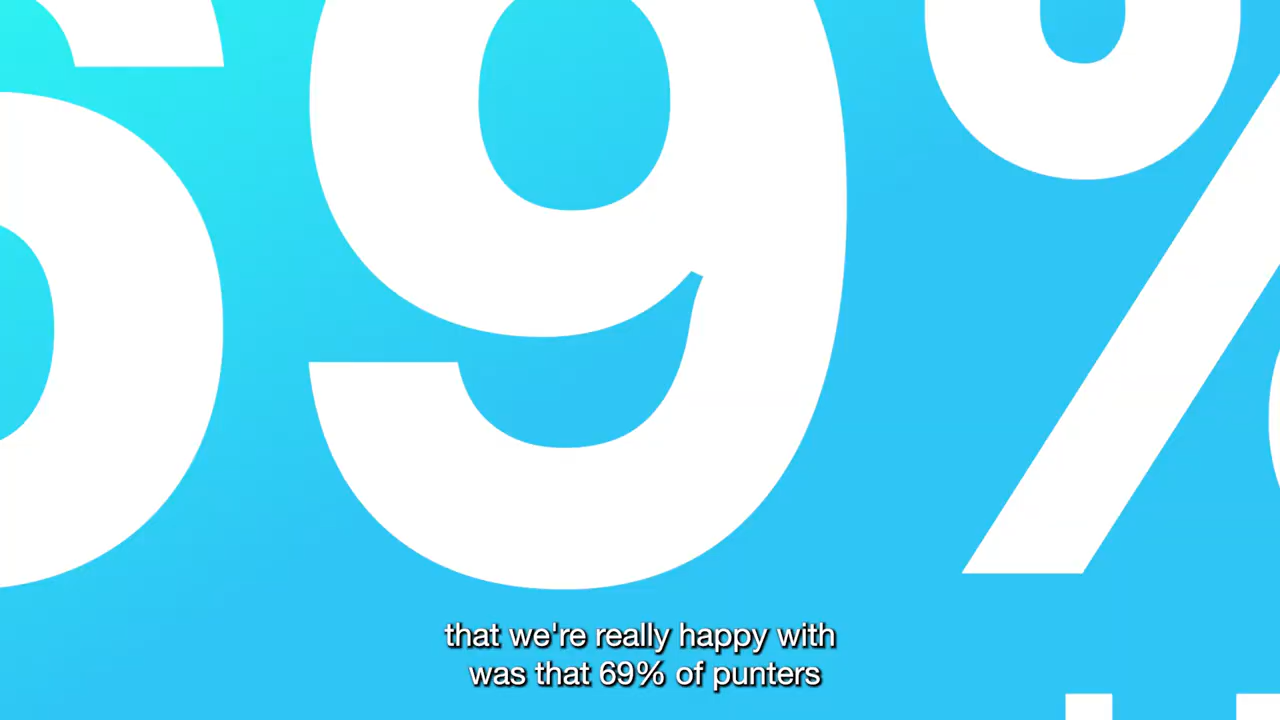 69%
that we're really happy with
was that 69% of punters